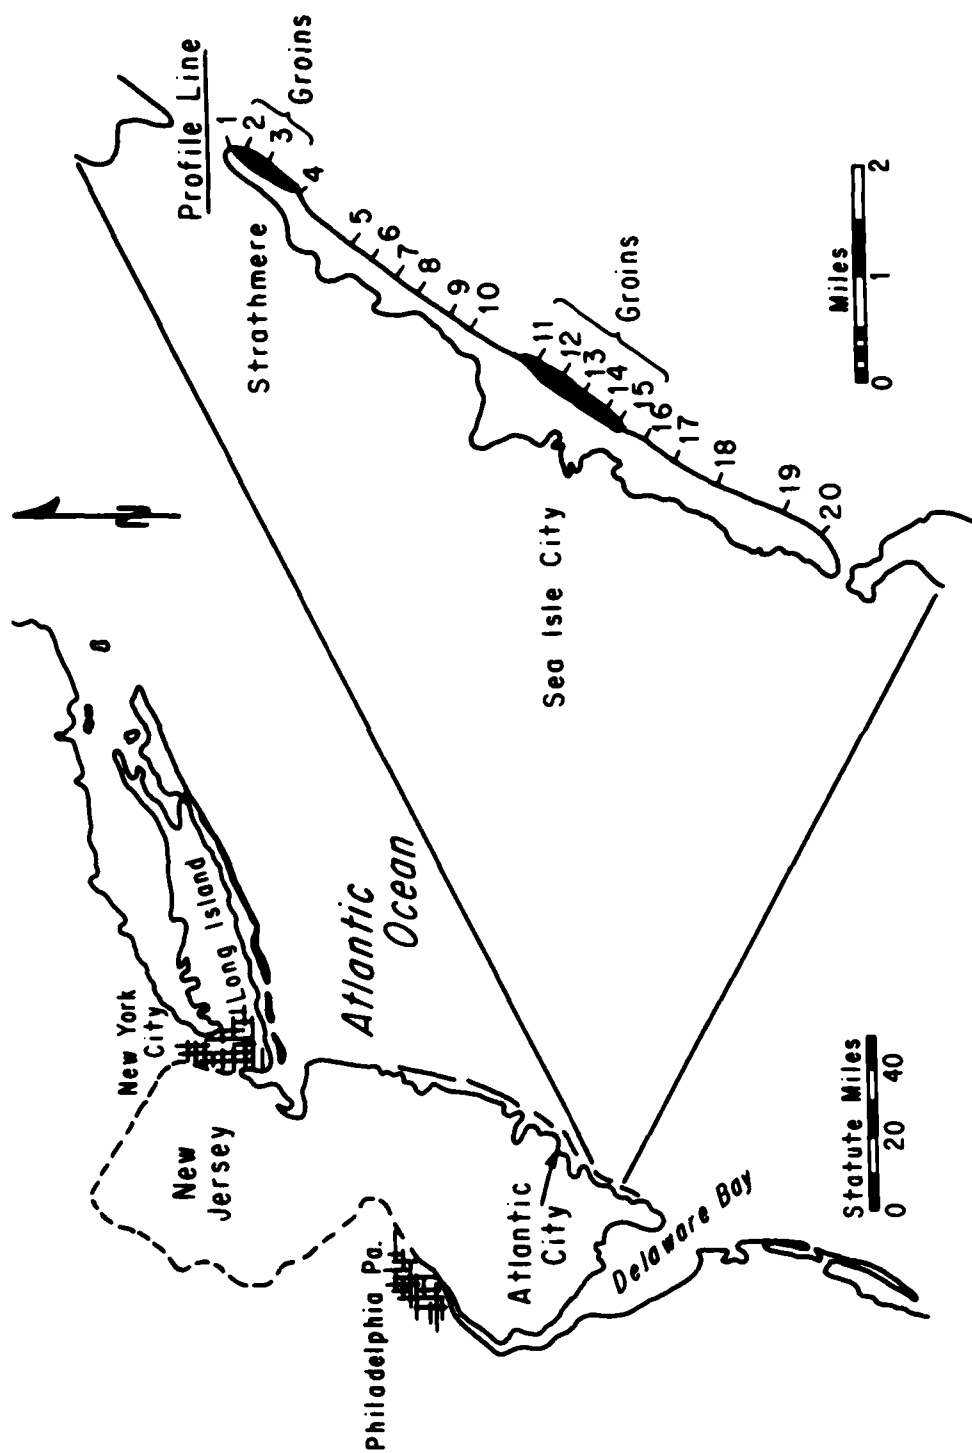 New York
City
Long Island
New
Jersey
Philadelphia Pa.
Atlantic
Ocean
Atlantic
City
Delaware Bay
Statute Miles
0 20 40
N
Profile Line
1
2
3
4
Groins
Strathmere
5
6
7
8
9
10
11
12
13
14
15
16
Groins
17
18
19
20
Sea Isle City
Miles
0 1 2